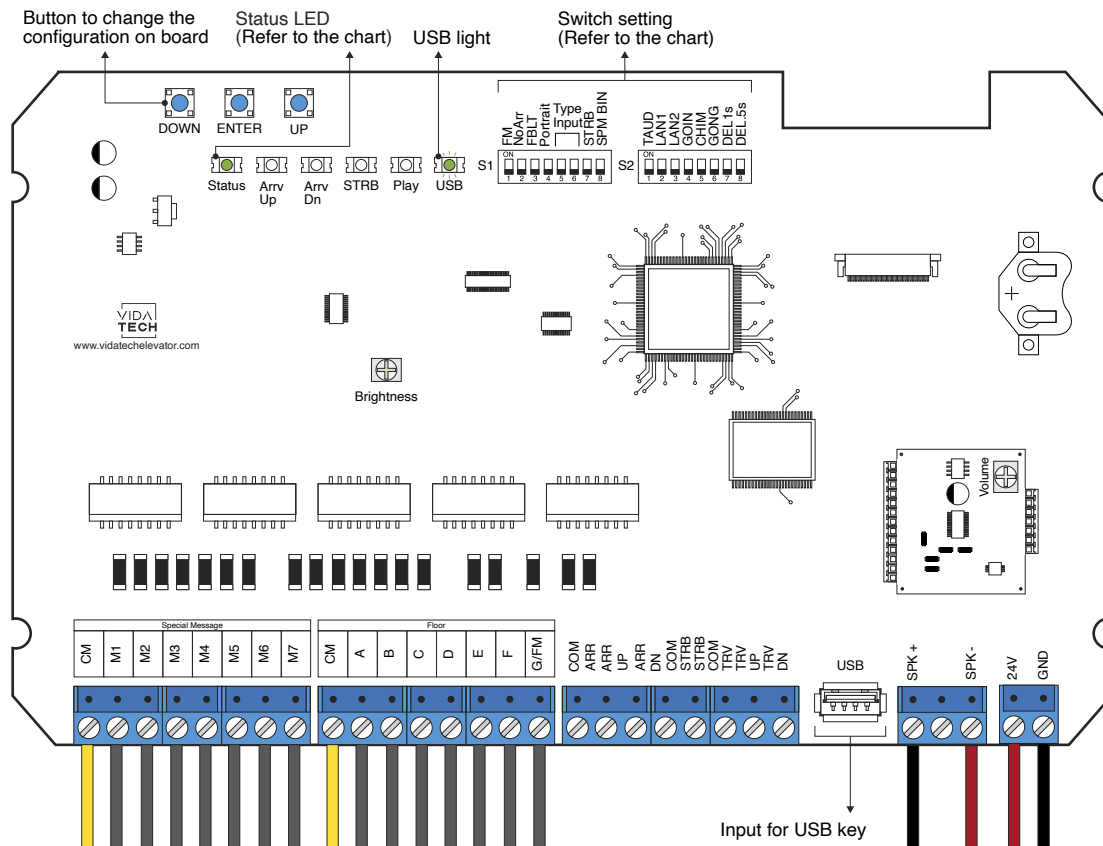 Button to change the
configuration on board
Status LED
(Refer to the chart)
USB light
Switch setting
(Refer to the chart)
DOWN
ENTER
UP
Status
Arrv
Up
Arrv
Dn
STRB
Play
USB
FM
NoArr
FBLT
Portrait
Type
Input
STRB
SPM BIN
S1
ON
1 2 3 4 5 6 7 8
TAUD
LAN1
LAN2
GOIN
CHIM
GONG
DEL1s
DEL.5s
S2
ON
1 2 3 4 5 6 7 8
VIDA
TECH
www.vidatechelevator.com
Brightness
Volume
Special Message
CM
M1
M2
M3
M4
M5
M6
M7
Floor
CM
A
B
C
D
E
F
G/FM
COM
ARR
ARR
UP
ARR
DN
COM
STRB
STRB
COM
TRV
TRV
UP
TRV
DN
USB
SPK +
SPK -
24V
GND
Input for USB key